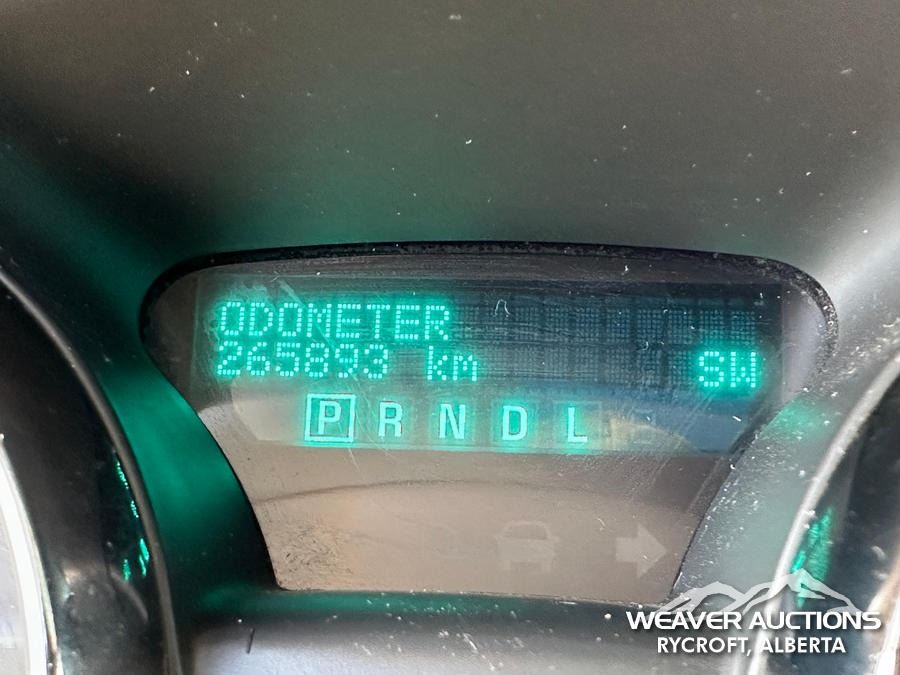 ODOMETER
265893 km SW
P R N D L
WEAVER AUCTIONS
RYCROFT, ALBERTA